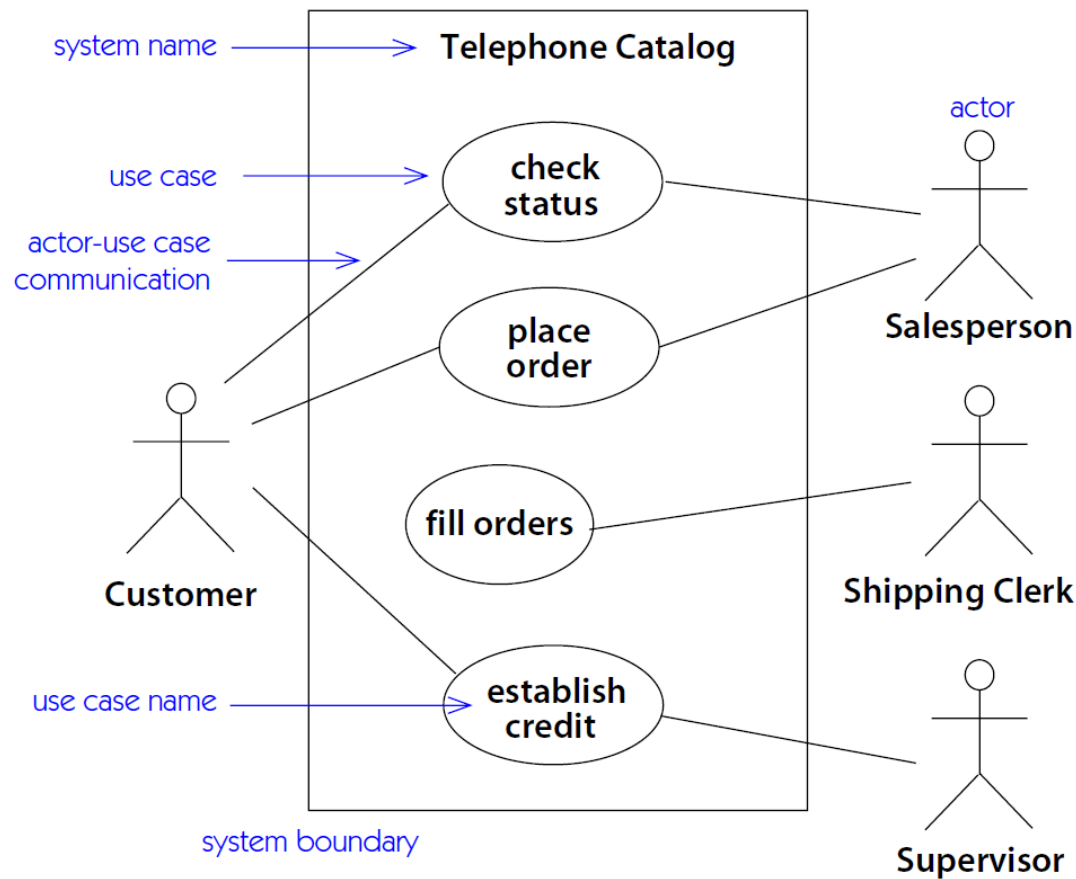 system name
Telephone Catalog
actor
use case
check
status
actor-use case
communication
place
order
Salesperson
fill orders
Customer
Shipping Clerk
use case name
establish
credit
system boundary
Supervisor